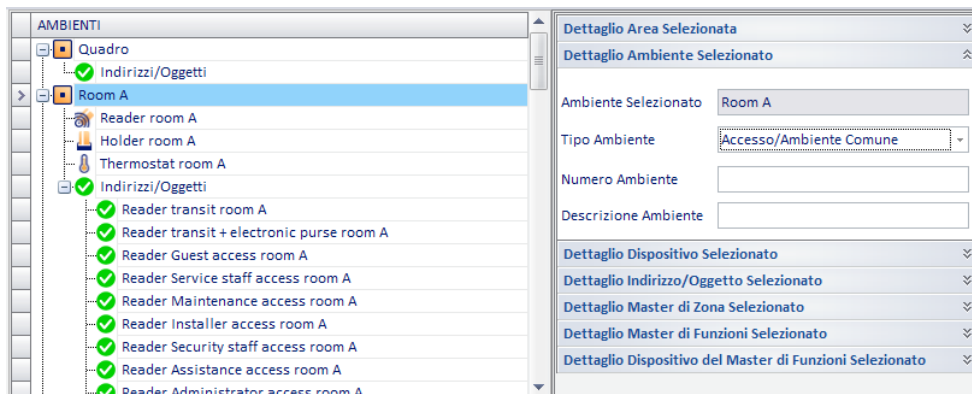 AMBIENTI
Quadro
Indirizzi/Oggetti
Room A
Reader room A
Holder room A
Thermostat room A
Indirizzi/Oggetti
Reader transit room A
Reader transit + electronic purse room A
Reader Guest access room A
Reader Service staff access room A
Reader Maintenance access room A
Reader Installer access room A
Reader Security staff access room A
Reader Assistance access room A
Reader Administrator access room A
Dettaglio Area Selezionata
Dettaglio Ambiente Selezionato
Ambiente Selezionato Room A
Tipo Ambiente Accesso/Ambiente Comune
Numero Ambiente
Descrizione Ambiente
Dettaglio Dispositivo Selezionato
Dettaglio Indirizzo/Oggetto Selezionato
Dettaglio Master di Zona Selezionato
Dettaglio Master di Funzioni Selezionato
Dettaglio Dispositivo del Master di Funzioni Selezionato